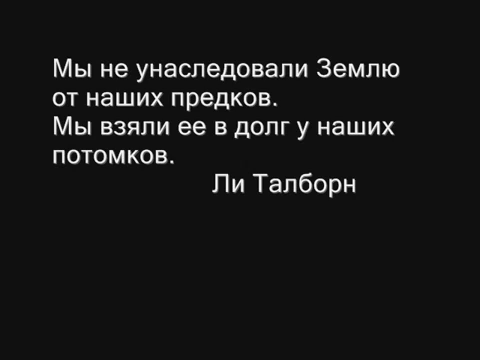 Мы не унаследовали Землю
от наших предков.
Мы взяли ее в долг у наших
потомков.
Ли Талборн